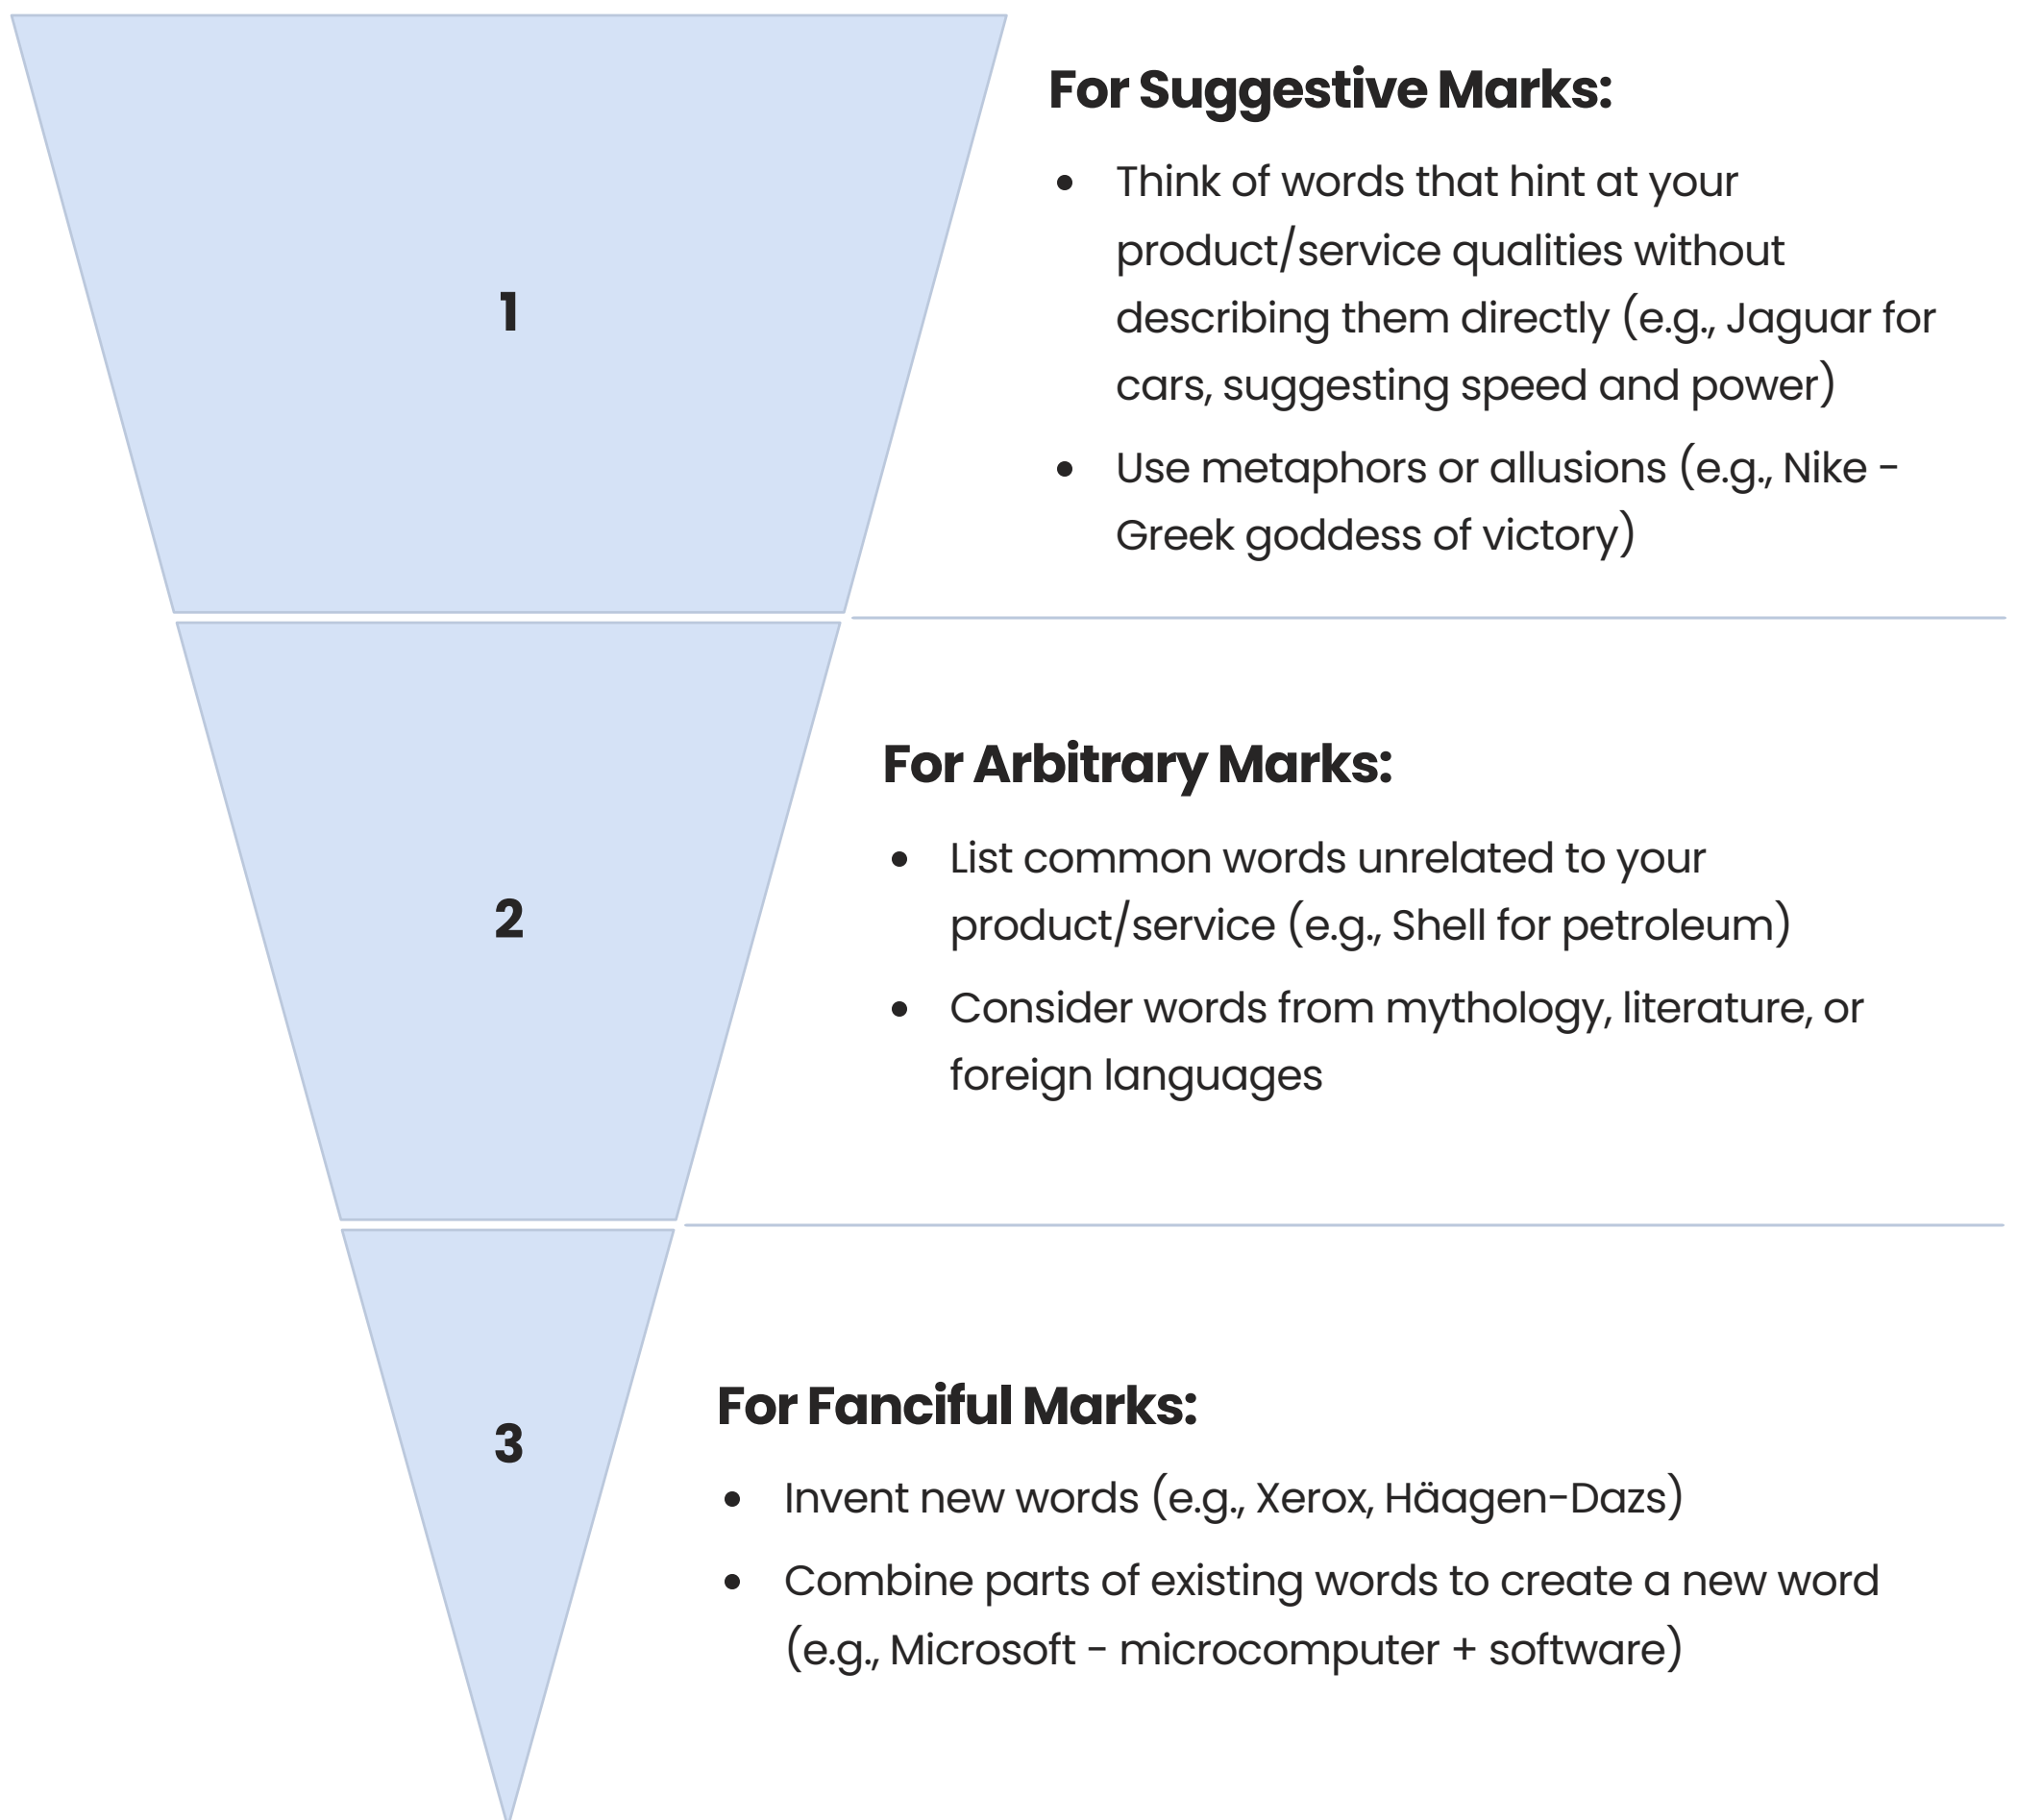 1
For Suggestive Marks:
• Think of words that hint at your
product/service qualities without
describing them directly (e.g., Jaguar for
cars, suggesting speed and power)
• Use metaphors or allusions (e.g., Nike -
Greek goddess of victory)
2
For Arbitrary Marks:
• List common words unrelated to your
product/service (e.g., Shell for petroleum)
• Consider words from mythology, literature, or
foreign languages
3
For Fanciful Marks:
• Invent new words (e.g., Xerox, Häagen-Dazs)
• Combine parts of existing words to create a new word
(e.g., Microsoft - microcomputer + software)